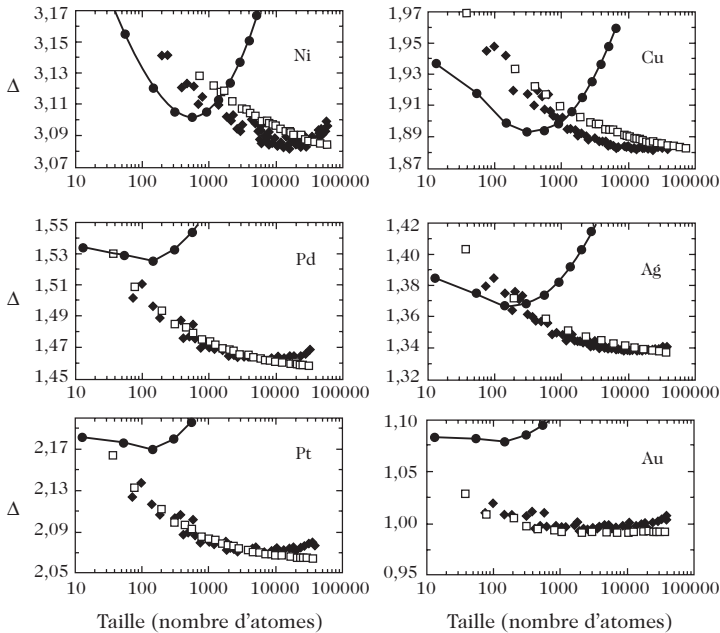 3,17 1,97
3,15 Ni 1,95 Cu
Δ 3,13 1,93
3,11 1,91
3,09 1,89
3,07 1,87
10 100 1000 10000 100000 10 100 1000 10000 100000
1,55 1,42
1,53 Pd 1,40 Ag
Δ 1,51 1,38
1,49 1,36
1,47 1,34
1,45 1,32
10 100 1000 10000 100000 10 100 1000 10000 100000
2,17 Pt 1,10 Au
2,13 1,05
Δ 2,09 1,00
2,05 0,95
10 100 1000 10000 100000 10 100 1000 10000 100000
Taille (nombre d'atomes) Taille (nombre d'atomes)